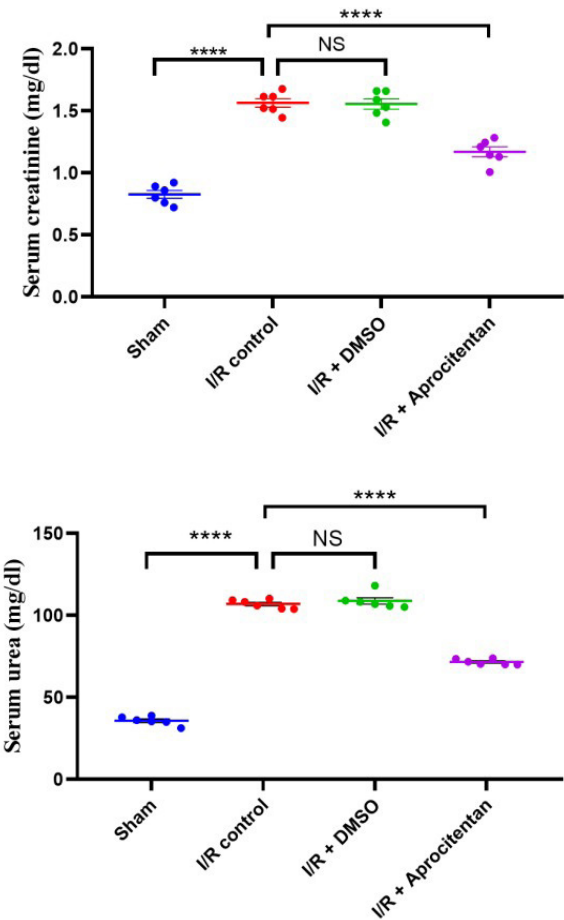 ****
NS
****
Serum creatinine (mg/dl)
2.0
1.5
1.0
0.5
0.0
Sham
I/R control
I/R + DMSO
I/R + Aprocitentan
****
****
NS
Serum urea (mg/dl)
150
100
50
0
Sham
I/R control
I/R + DMSO
I/R + Aprocitentan